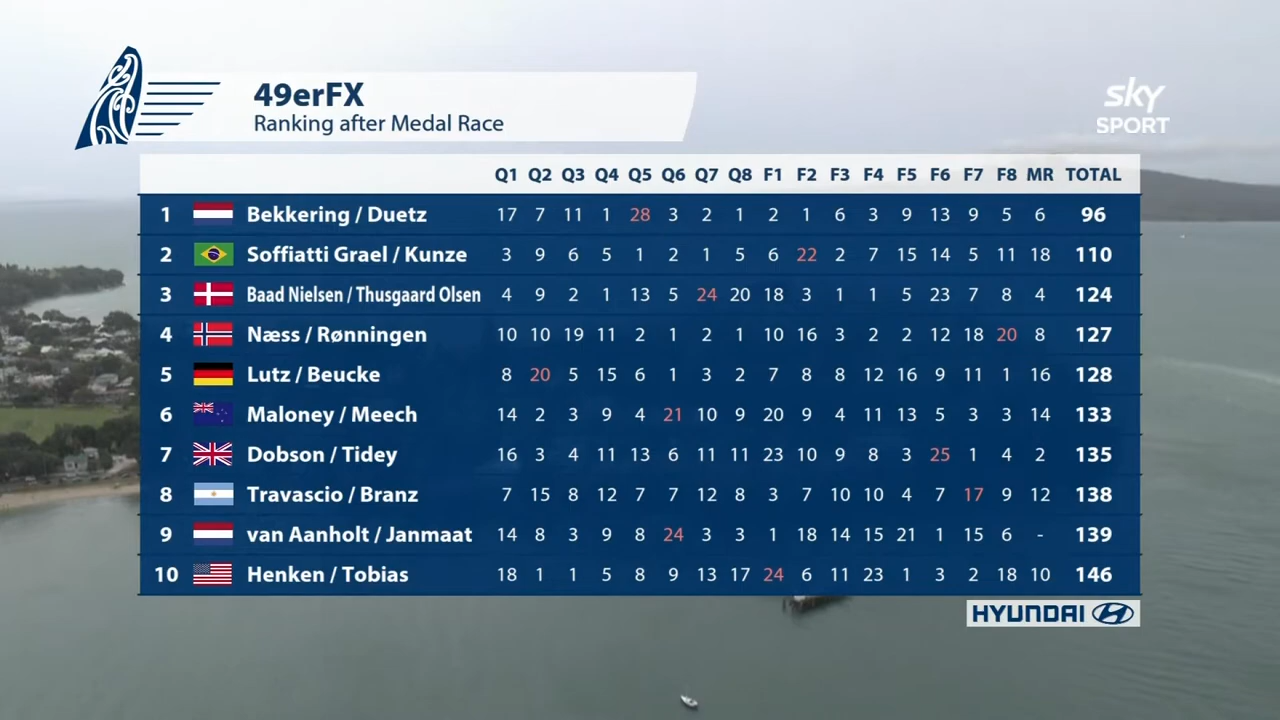 49erFX
Ranking after Medal Race
sky
SPORT
Q1 Q2 Q3 Q4 Q5 Q6 Q7 Q8 F1 F2 F3 F4 F5 F6 F7 F8 MR TOTAL
1 Bekkering / Duetz 17 7 11 1 28 3 2 1 2 1 6 3 9 13 9 5 6 96
2 Soffiatti Grael / Kunze 3 9 6 5 1 2 1 5 6 22 2 7 15 14 5 11 18 110
3 Baad Nielsen / Thusgaard Olsen 4 9 2 1 13 5 24 20 18 3 1 1 5 23 7 8 4 124
4 Næss / Rønningen 10 10 19 11 2 1 2 1 10 16 3 2 2 12 18 20 8 127
5 Lutz / Beucke 8 20 5 15 6 1 3 2 7 8 8 12 16 9 11 1 16 128
6 Maloney / Meech 14 2 3 9 4 21 10 9 20 9 4 11 13 5 3 3 14 133
7 Dobson / Tidey 16 3 4 11 13 6 11 11 23 10 9 8 3 25 1 4 2 135
8 Travascio / Branz 7 15 8 12 7 7 12 8 3 7 10 10 4 7 17 9 12 138
9 van Aanholt / Janmaat 14 8 3 9 8 24 3 3 1 18 14 15 21 1 15 6 - 139
10 Henken / Tobias 18 1 1 5 8 9 13 17 24 6 11 23 1 3 2 18 10 146
HYUNDAI